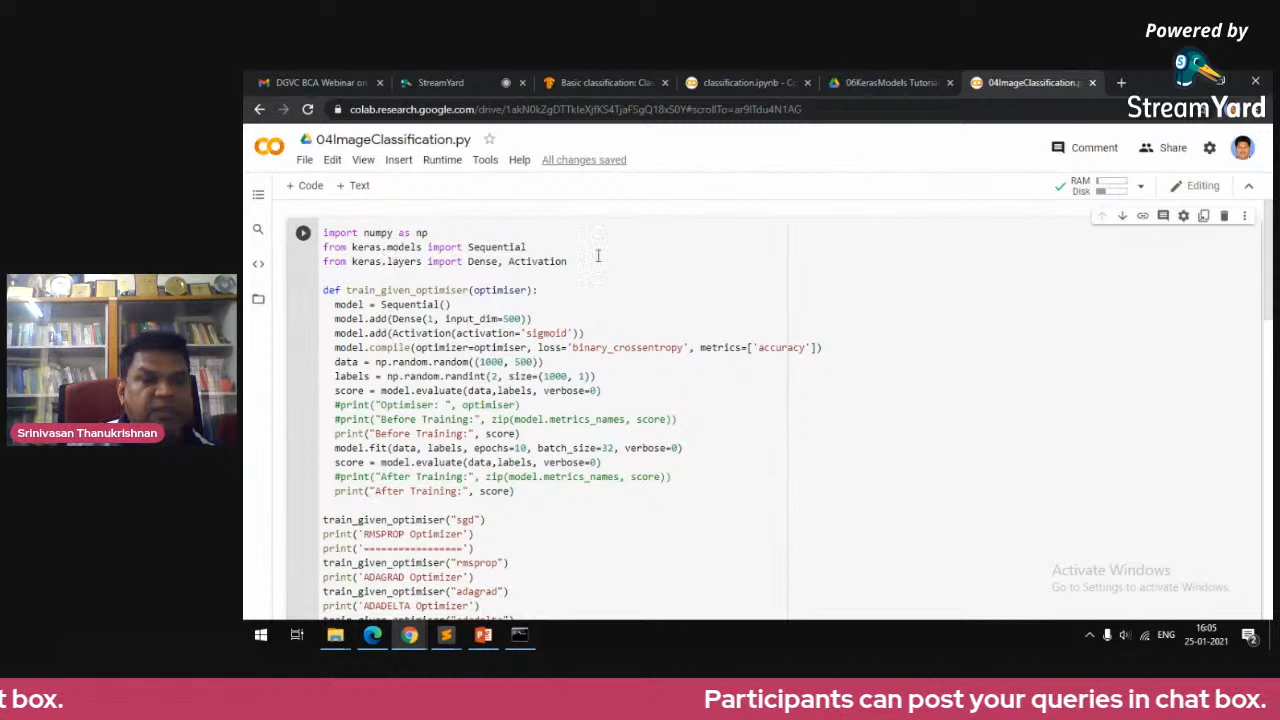 Powered by
StreamYard
DGVC BCA Webinar on
StreamYard
Basic classification: Clas
classification.ipynb - Co
06KerasModels Tutorial
04ImageClassification.p
colab.research.google.com/drive/1akN0kZgDTTkIeXjfKS4TjaFSgQ18xS0Y#scrollTo=ar9iTdu4N1AG
04ImageClassification.py
File Edit View Insert Runtime Tools Help All changes saved
Comment Share
+ Code + Text
RAM
Disk
Editing
import numpy as np
from keras.models import Sequential
from keras.layers import Dense, Activation
def train_given_optimiser(optimiser):
model = Sequential()
model.add(Dense(1, input_dim=500))
model.add(Activation(activation='sigmoid'))
model.compile(optimizer=optimiser, loss='binary_crossentropy', metrics=['accuracy'])
data = np.random.random((1000, 500))
labels = np.random.randint(2, size=(1000, 1))
score = model.evaluate(data,labels, verbose=0)
#print("Optimiser: ", optimiser)
#print("Before Training:", zip(model.metrics_names, score))
print("Before Training:", score)
model.fit(data, labels, epochs=10, batch_size=32, verbose=0)
score = model.evaluate(data,labels, verbose=0)
#print("After Training:", zip(model.metrics_names, score))
print("After Training:", score)
train_given_optimiser("sgd")
print('RMSPROP Optimizer')
print('=================')
train_given_optimiser("rmsprop")
print('ADAGRAD Optimizer')
train_given_optimiser("adagrad")
print('ADADELTA Optimizer')
Activate Windows
Go to Settings to activate Windows.
Srinivasan Thanukrishnan
ENG
16:05
25-01-2021
2
t box.
Participants can post your queries in chat box.